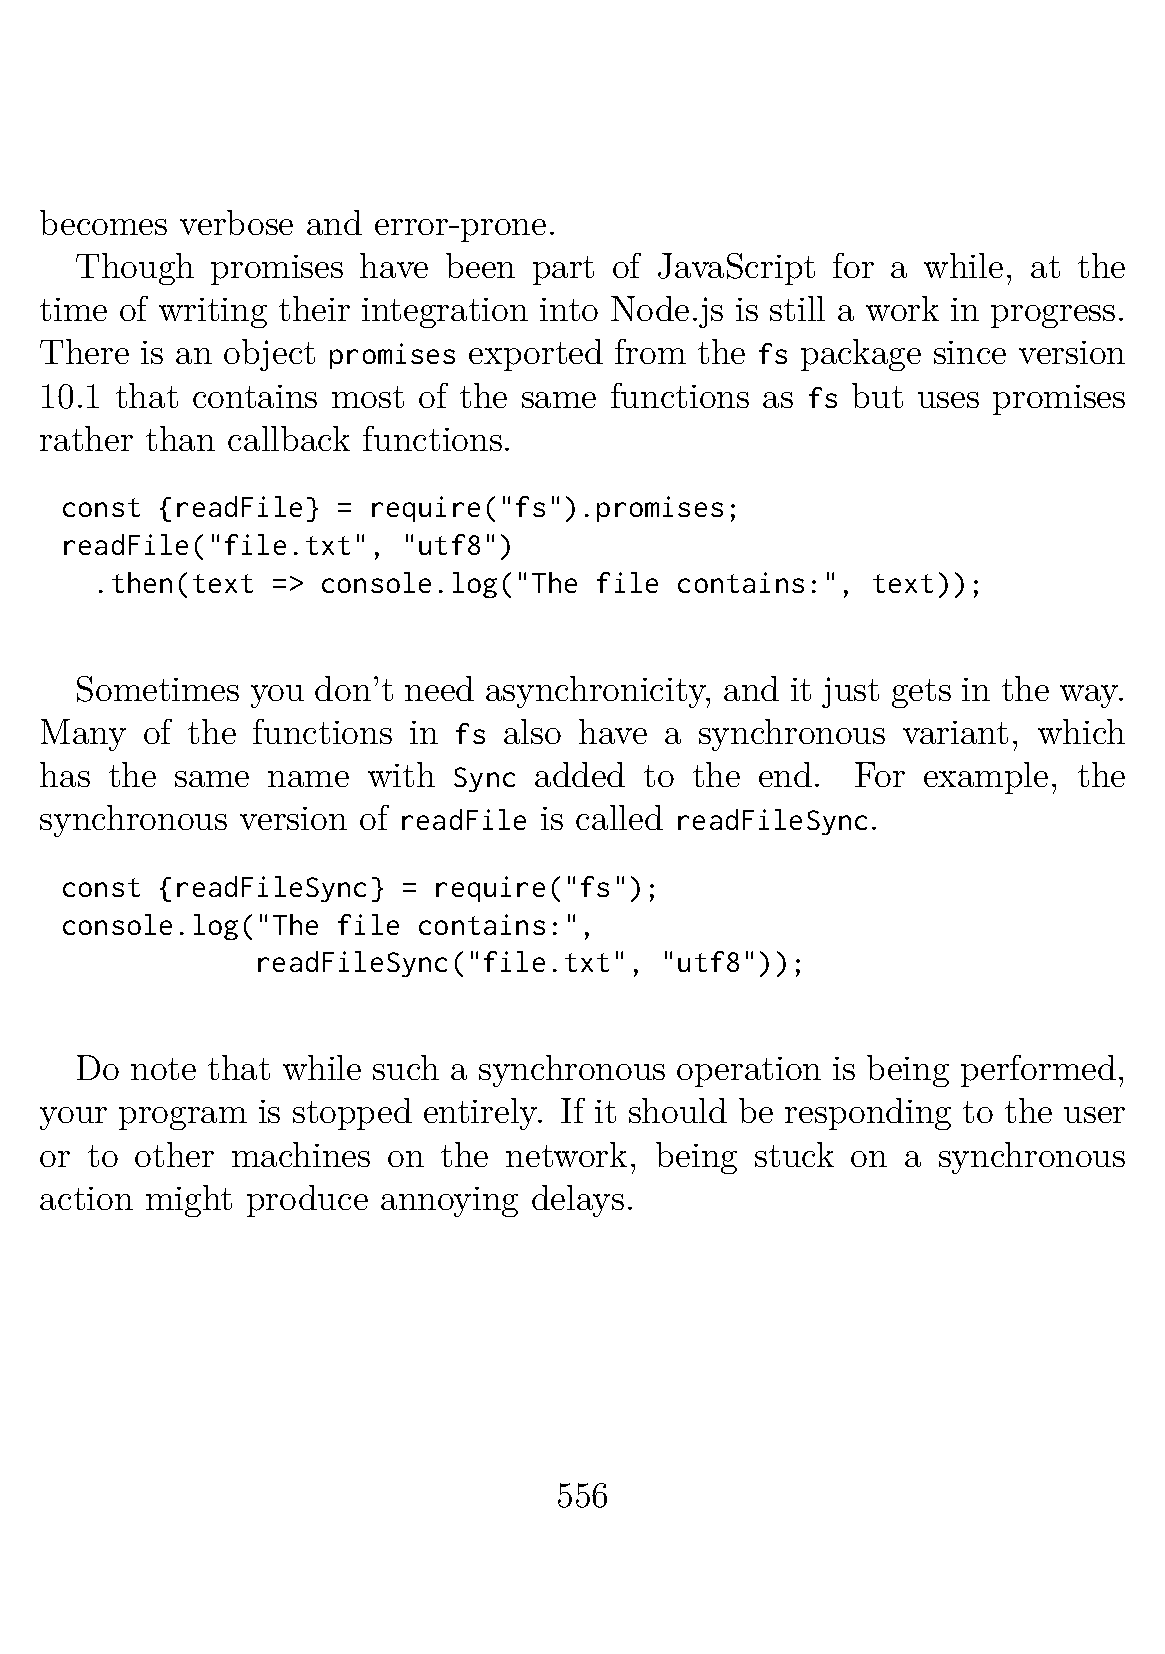 becomes verbose and error-prone.
Though promises have been part of JavaScript for a while, at the
time of writing their integration into Node.js is still a work in progress.
There is an object promises exported from the fs package since version
10.1 that contains most of the same functions as fs but uses promises
rather than callback functions.
const {readFile} = require("fs").promises;
readFile("file.txt", "utf8")
  .then(text => console.log("The file contains:", text));
Sometimes you don't need asynchronicity, and it just gets in the way.
Many of the functions in fs also have a synchronous variant, which
has the same name with Sync added to the end. For example, the
synchronous version of readFile is called readFileSync.
const {readFileSync} = require("fs");
console.log("The file contains:",
            readFileSync("file.txt", "utf8"));
Do note that while such a synchronous operation is being performed,
your program is stopped entirely. If it should be responding to the user
or to other machines on the network, being stuck on a synchronous
action might produce annoying delays.
556